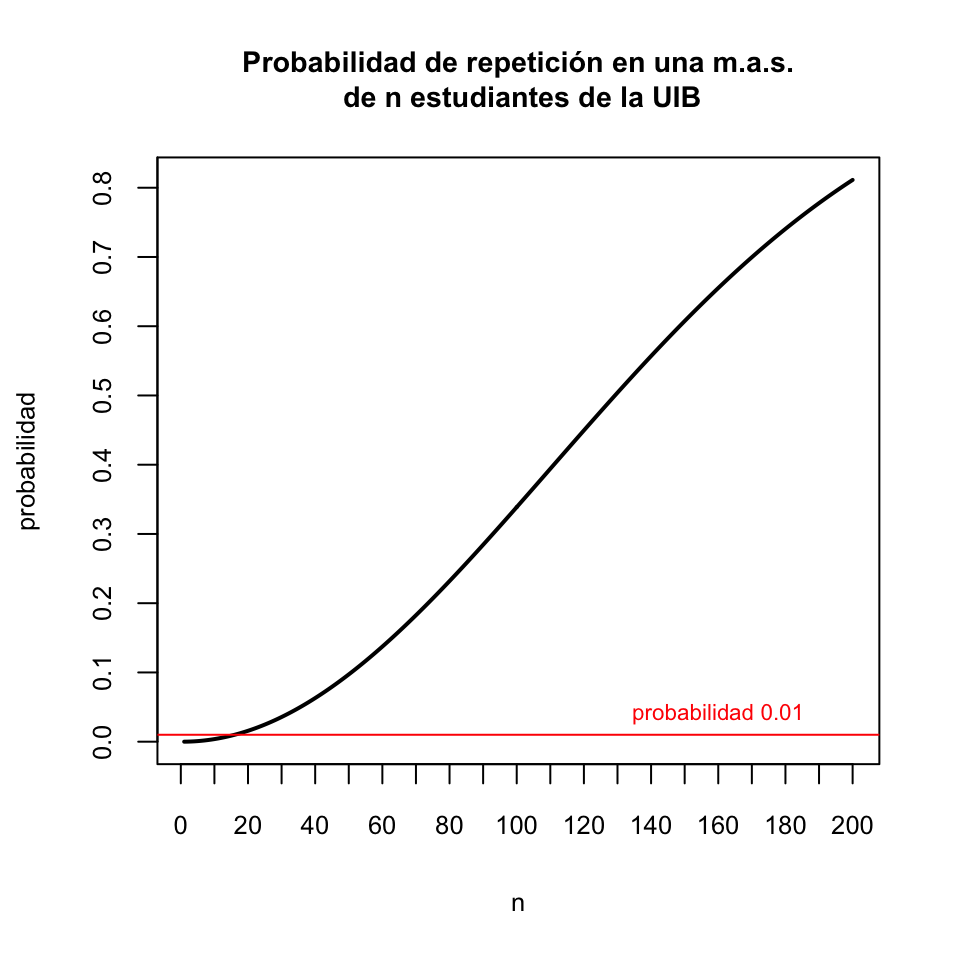 Probabilidad de repetición en una m.a.s.
de n estudiantes de la UIB
probabilidad
0.8
0.7
0.6
0.5
0.4
0.3
0.2
0.1
0.0
probabilidad 0.01
0 20 40 60 80 100 120 140 160 180 200
n